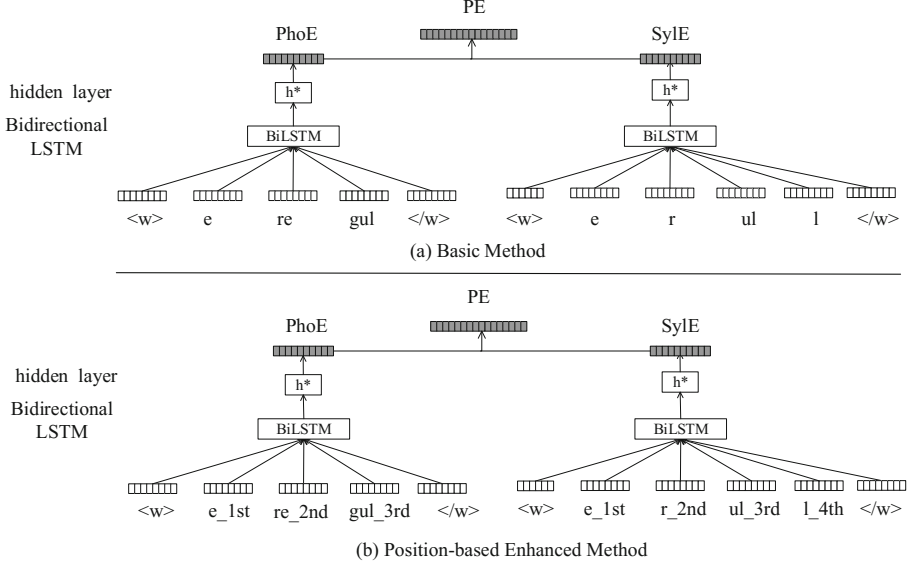 PE
PhoE SylE
hidden layer h* h*
Bidirectional
LSTM BiLSTM BiLSTM
<w> e re gul </w> <w> e r ul l </w>
(a) Basic Method
PE
PhoE SylE
hidden layer h* h*
Bidirectional
LSTM BiLSTM BiLSTM
<w> e_1st re_2nd gul_3rd </w> <w> e_1st r_2nd ul_3rd l_4th </w>
(b) Position-based Enhanced Method